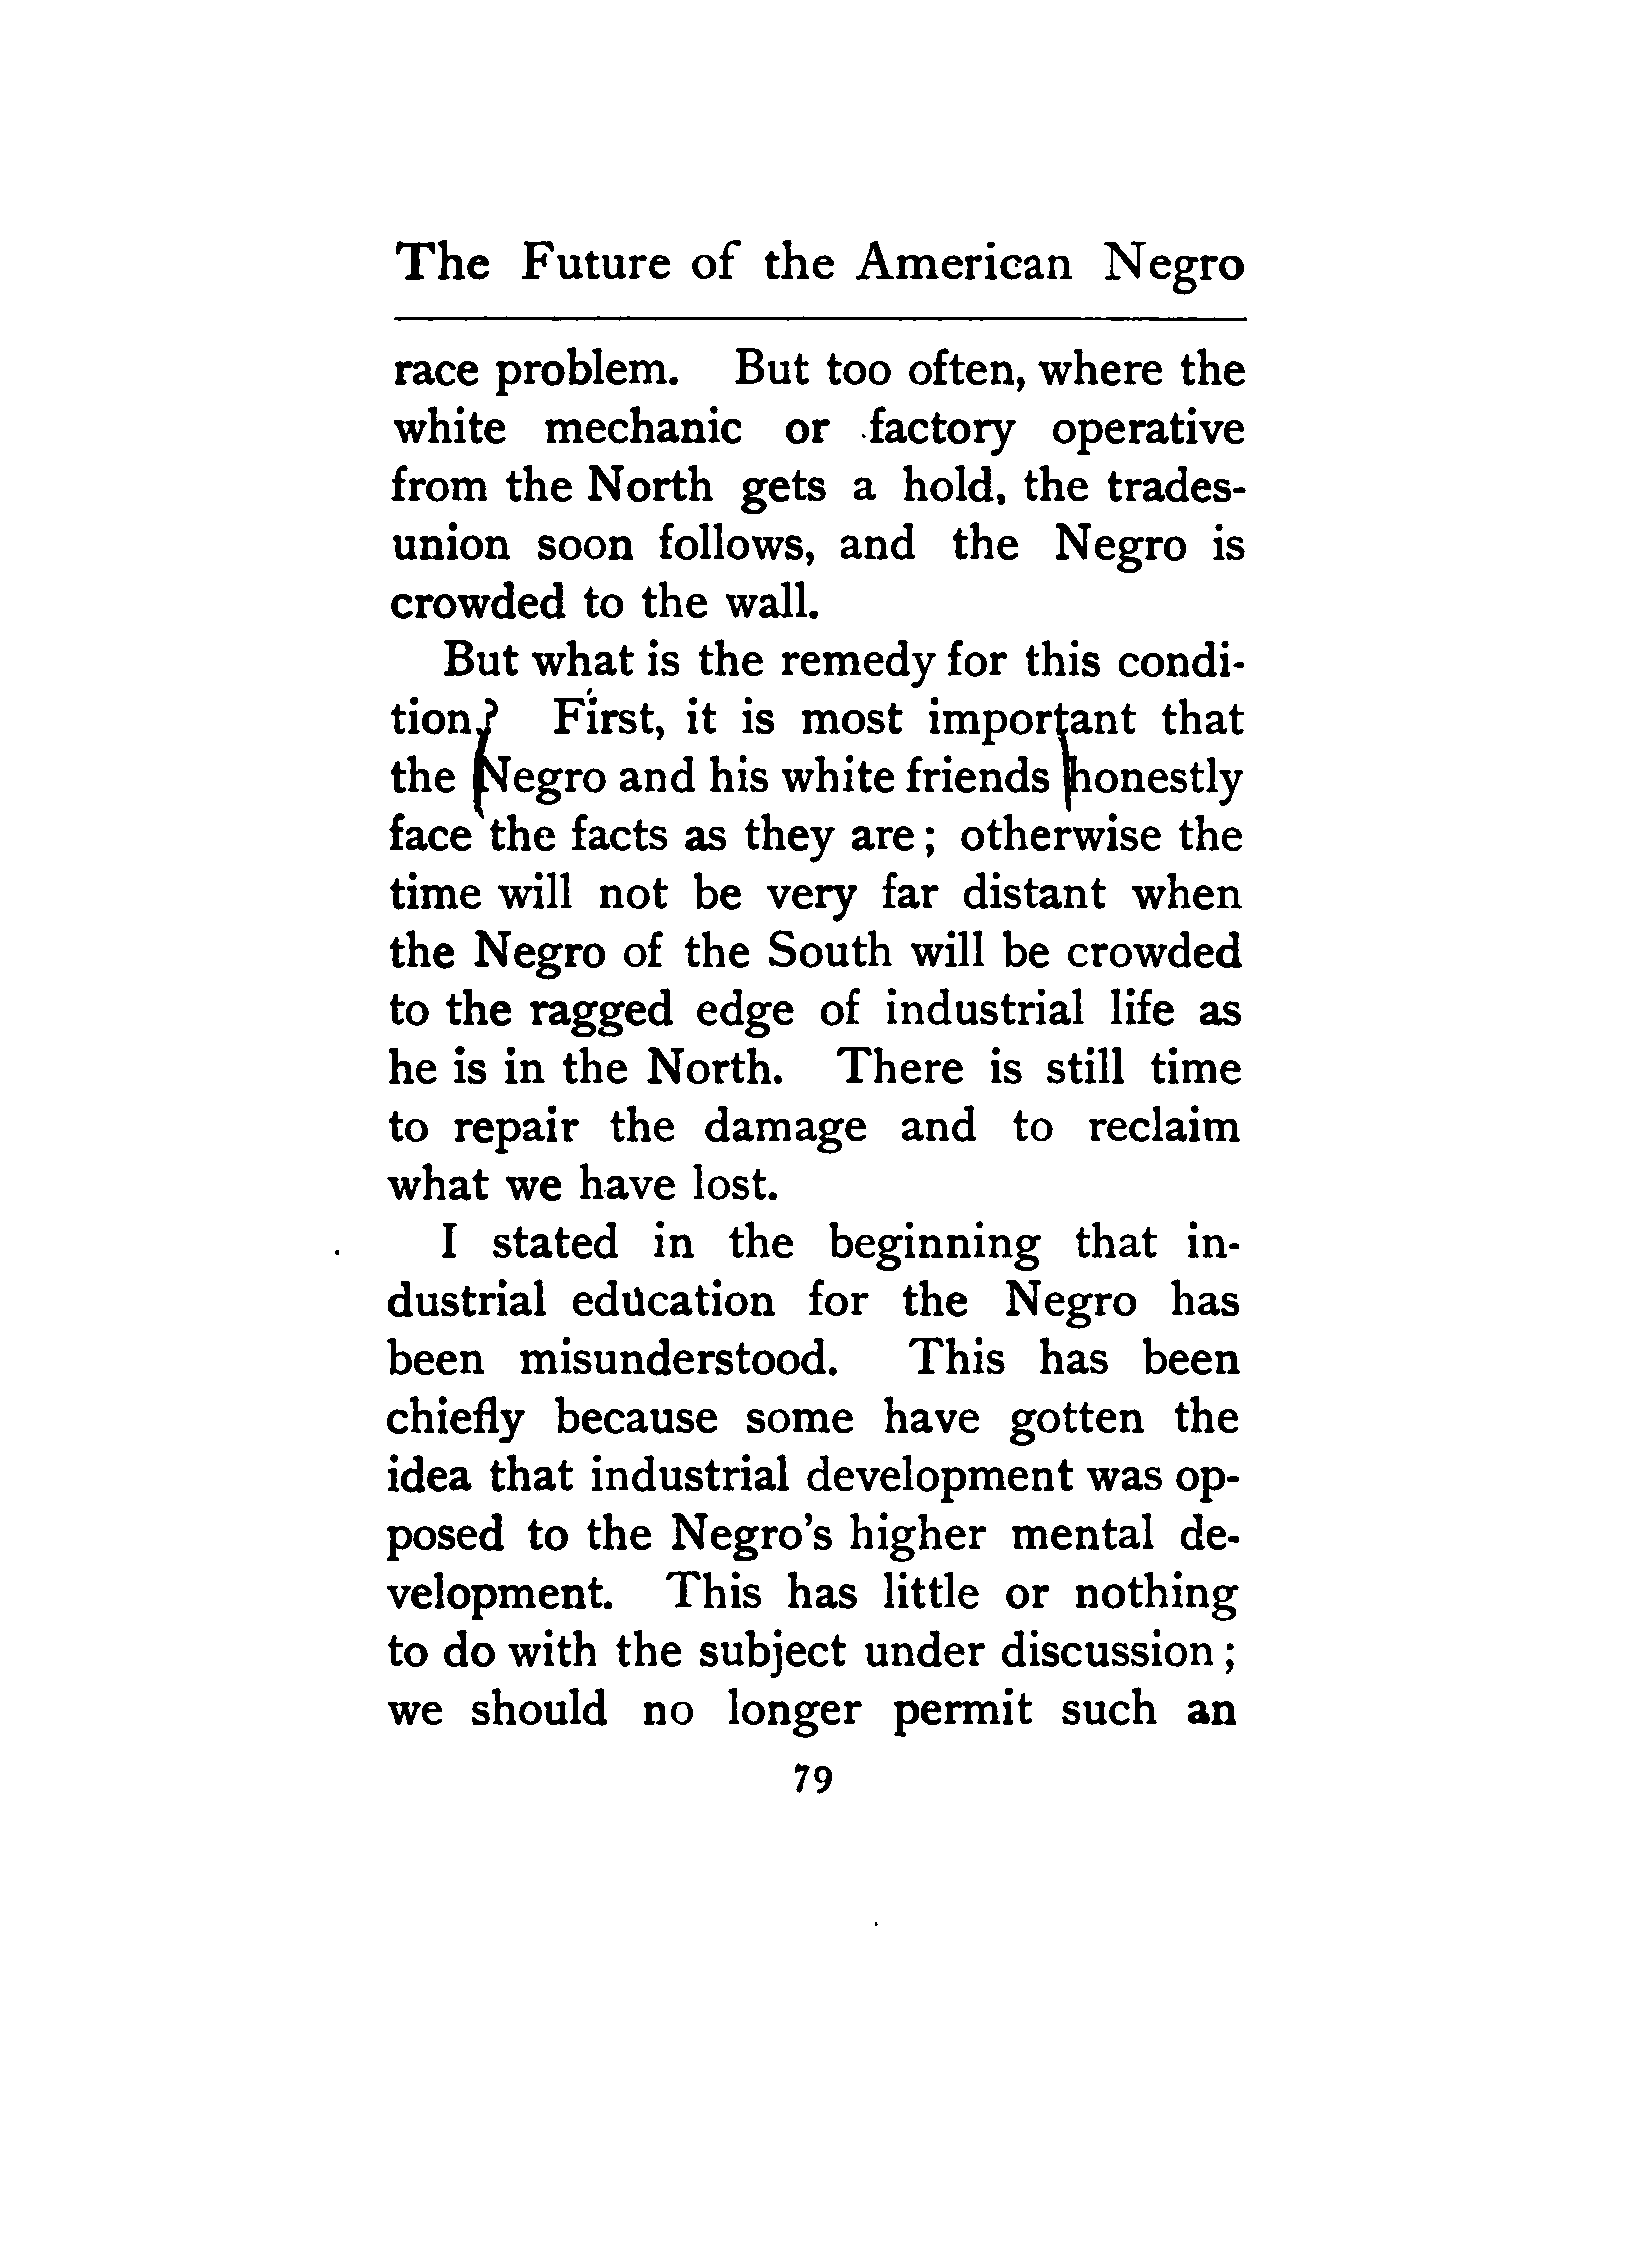 The Future of the American Negro
race problem. But too often, where the
white mechanic or factory operative
from the North gets a hold, the trades-
union soon follows, and the Negro is
crowded to the wall.
But what is the remedy for this condi-
tion? First, it is most important that
the Negro and his white friends honestly
face the facts as they are; otherwise the
time will not be very far distant when
the Negro of the South will be crowded
to the ragged edge of industrial life as
he is in the North. There is still time
to repair the damage and to reclaim
what we have lost.
I stated in the beginning that in-
dustrial education for the Negro has
been misunderstood. This has been
chiefly because some have gotten the
idea that industrial development was op-
posed to the Negro's higher mental de-
velopment. This has little or nothing
to do with the subject under discussion;
we should no longer permit such an
79